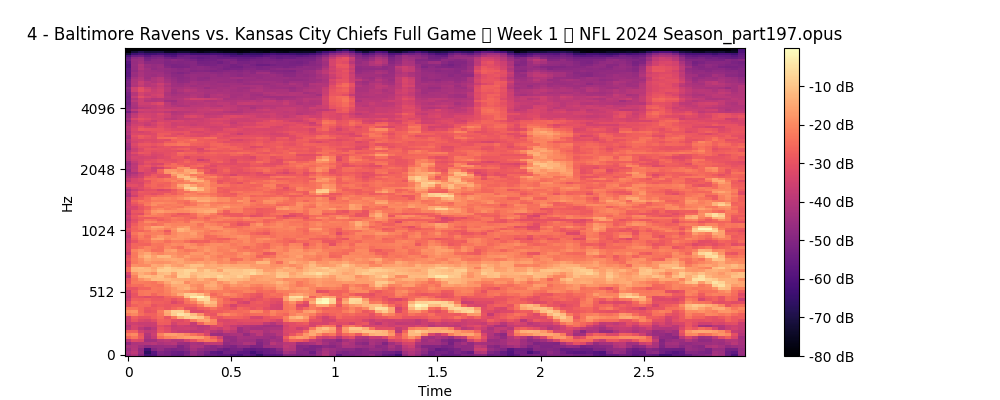 4 - Baltimore Ravens vs. Kansas City Chiefs Full Game ▯ Week 1 ▯ NFL 2024 Season_part197.opus
4096
2048
1024
512
0
Hz
0
0.5
1
1.5
2
2.5
Time
-10 dB
-20 dB
-30 dB
-40 dB
-50 dB
-60 dB
-70 dB
-80 dB